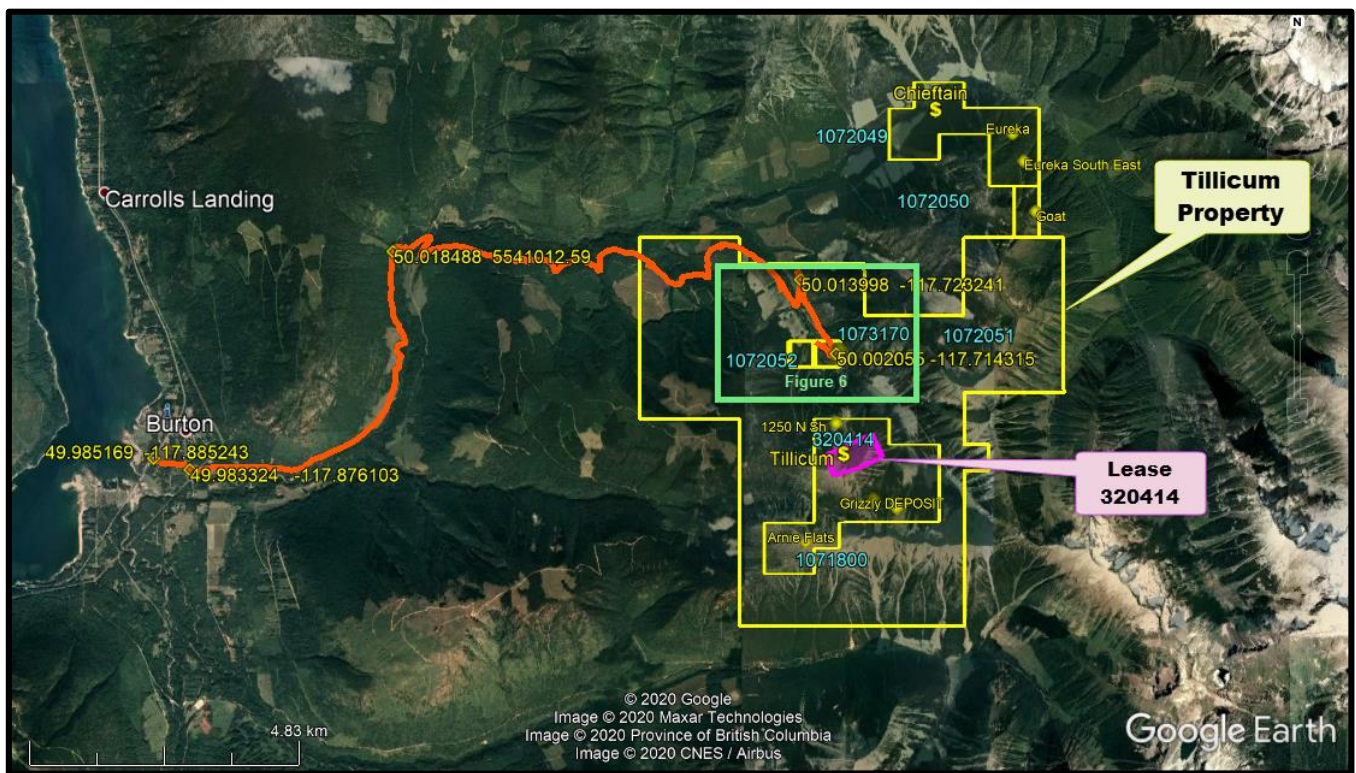 N
Chieftain
$
1072049
Eureka
Eureka South East
Tillicum
Property
Carrolls Landing
1072050
Goat
50.018488 5541012.59
50.013998 -117.723241
1073170
1072051
1072052
50.002055 -117.714315
Figure 6
Burton
1250 N Sh
320414
49.985169 -117.885243
Tillicum
$
Lease
320414
49.983324 -117.876103
Grizzly DEPOSIT
Arnie Flats
1071800
© 2020 Google
Image © 2020 Maxar Technologies
4.83 km
Image © 2020 Province of British Columbia
Image © 2020 CNES / Airbus
Google Earth